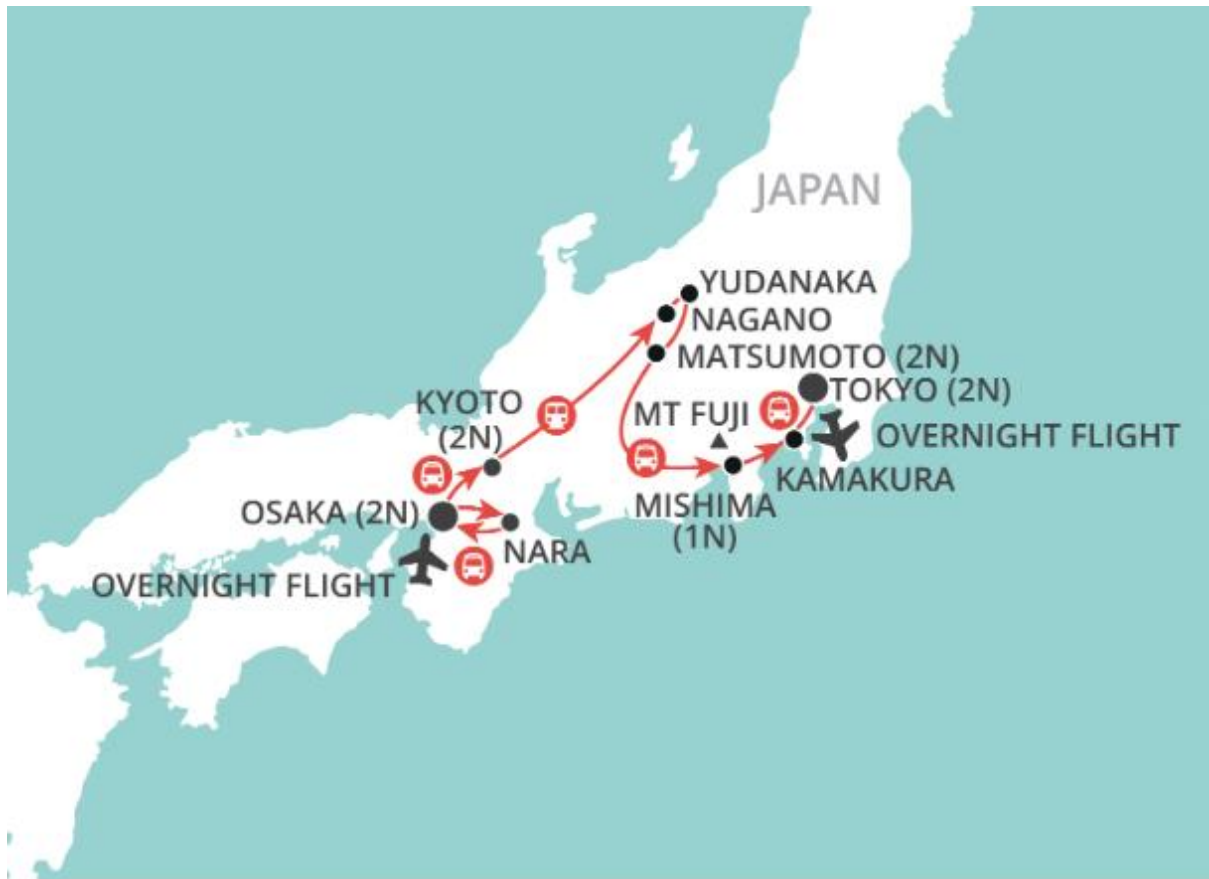 JAPAN
YUDANAKA
NAGANO
MATSUMOTO (2N)
TOKYO (2N)
KYOTO
(2N)
MT FUJI
OVERNIGHT FLIGHT
KAMAKURA
MISHIMA
(1N)
OSAKA (2N)
NARA
OVERNIGHT FLIGHT